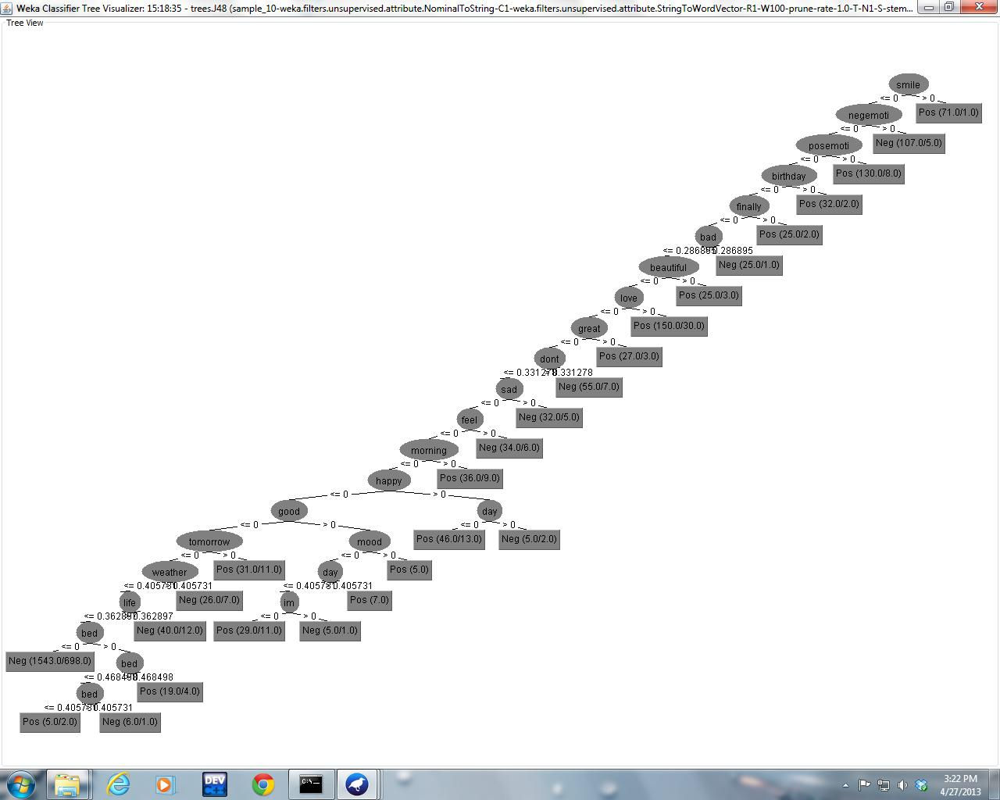 Weka Classifier Tree Visualizer: 15:18:35 - trees.J48 (sample_10-weka.filters.unsupervised.attribute.NominalToString-C1-weka.filters.unsupervised.attribute.StringToWordVector-R1-W100-prune-rate-1.0-T-N1-S-stem...
Tree View
smile
<= 0 > 0
negemoti Pos (71.0/1.0)
<= 0 > 0
posemoti Neg (107.0/5.0)
<= 0 > 0
birthday Pos (130.0/8.0)
<= 0 > 0
finally Pos (32.0/2.0)
<= 0 > 0
bad Pos (25.0/2.0)
<= 0.286895 > 0.286895
beautiful Neg (25.0/1.0)
<= 0 > 0
love Pos (25.0/3.0)
<= 0 > 0
great Pos (150.0/30.0)
<= 0 > 0
dont Pos (27.0/3.0)
<= 0.331278 > 0.331278
sad Neg (55.0/7.0)
<= 0 > 0
feel Neg (32.0/5.0)
<= 0 > 0
morning Neg (34.0/6.0)
<= 0 > 0
happy Pos (36.0/9.0)
<= 0 > 0
good day
<= 0 > 0 <= 0 > 0
tomorrow mood Pos (46.0/13.0) Neg (5.0/2.0)
<= 0 > 0 <= 0 > 0
weather Pos (31.0/11.0) day Pos (5.0)
<= 0.405731 > 0.405731 <= 0.405731 > 0.405731
life Neg (26.0/7.0) im Pos (7.0)
<= 0.362897 > 0.362897 <= 0 > 0
bed Neg (40.0/12.0) Pos (29.0/11.0) Neg (5.0/1.0)
<= 0 > 0
Neg (1543.0/698.0) bed
<= 0.468498 > 0.468498
bed Pos (19.0/4.0)
<= 0.405731 > 0.405731
Pos (5.0/2.0) Neg (6.0/1.0)
DEV
C++
C:\-
3:22 PM
4/27/2013